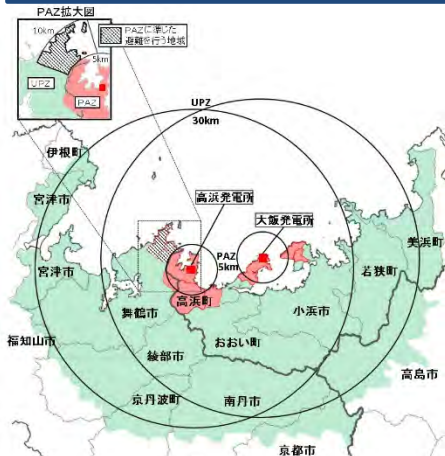 PAZ拡大図
10km
5km
UPZ
PAZ
PAZに準じた
避難を行う地域
UPZ
30km
伊根町
宮津市
高浜発電所
大飯発電所
美浜町
PAZ
5km
若狭町
宮津市
舞鶴市
高浜町
小浜市
福知山市
綾部市
おおい町
高島市
京丹波町
南丹市
京都市